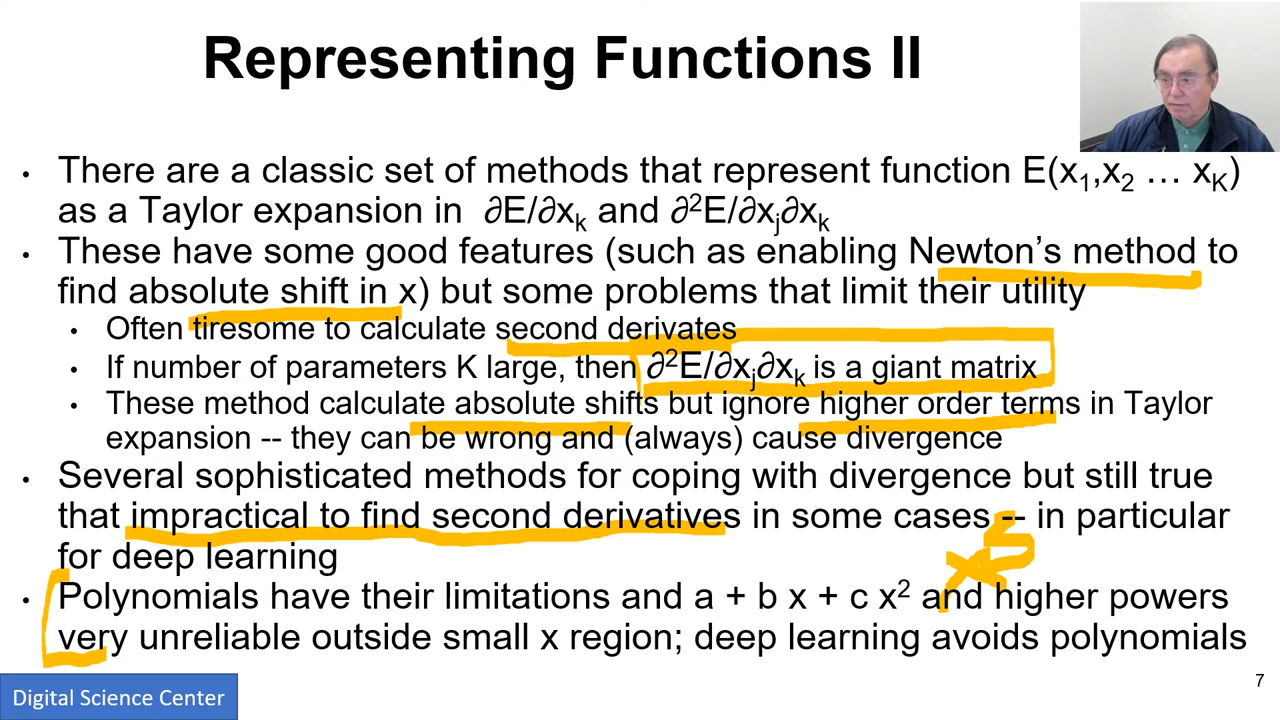 Representing Functions II
• There are a classic set of methods that represent function E(x₁,x₂ … x_K)
as a Taylor expansion in ∂E/∂xₖ and ∂²E/∂xⱼ∂xₖ
• These have some good features (such as enabling Newton’s method to
find absolute shift in x) but some problems that limit their utility
• Often tiresome to calculate second derivates
• If number of parameters K large, then ∂²E/∂xⱼ∂xₖ is a giant matrix
• These method calculate absolute shifts but ignore higher order terms in Taylor
expansion -- they can be wrong and (always) cause divergence
• Several sophisticated methods for coping with divergence but still true
that impractical to find second derivatives in some cases -- in particular
for deep learning
x⁵
• Polynomials have their limitations and a + b x + c x² and higher powers
very unreliable outside small x region; deep learning avoids polynomials
Digital Science Center
7